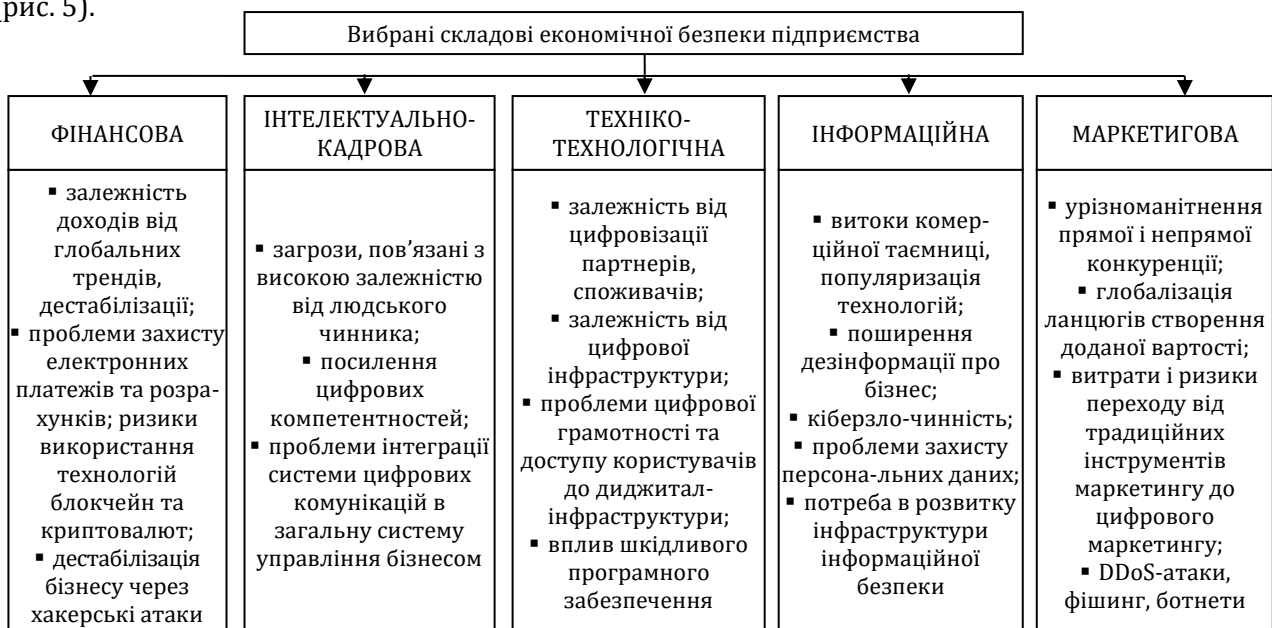 рис. 5).
Вибрані складові економічної безпеки підприємства
ФІНАНСОВА
▪ залежність
доходів від
глобальних
трендів,
дестабілізації;
▪ проблеми захисту
електронних
платежів та розра-
хунків; ризики
використання
технологій
блокчейн та
криптовалют;
▪ дестабілізація
бізнесу через
хакерські атаки
ІНТЕЛЕКТУАЛЬНО-
КАДРОВА
▪ загрози, пов’язані з
високою залежністю
від людського
чинника;
▪ посилення
цифрових
компетентностей;
▪ проблеми інтеграції
системи цифрових
комунікацій в
загальну систему
управління бізнесом
ТЕХНІКО-
ТЕХНОЛОГІЧНА
▪ залежність від
цифровізації
партнерів,
споживачів;
▪ залежність від
цифрової
інфраструктури;
▪ проблеми цифрової
грамотності та
доступу користувачів
до диджитал-
інфраструктури;
▪ вплив шкідливого
програмного
забезпечення
ІНФОРМАЦІЙНА
▪ витоки комер-
ційної таємниці,
популяризація
технологій;
▪ поширення
дезінформації про
бізнес;
▪ кіберзло-чинність;
▪ проблеми захисту
персона-льних даних;
▪ потреба в розвитку
інфраструктури
інформаційної
безпеки
МАРКЕТИГОВА
▪ урізноманітнення
прямої і непрямої
конкуренції;
▪ глобалізація
ланцюгів створення
доданої вартості;
▪ витрати і ризики
переходу від
традиційних
інструментів
маркетингу до
цифрового
маркетингу;
▪ DDoS-атаки,
фішинг, ботнети